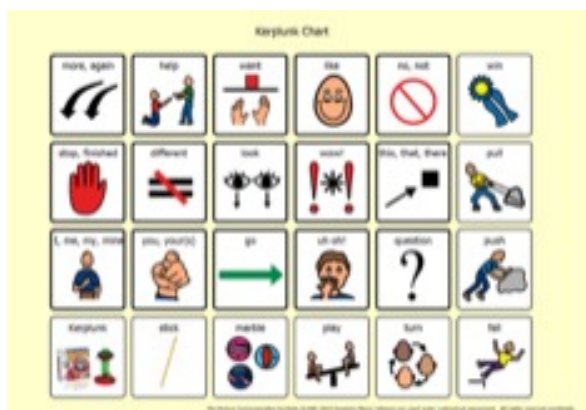 Kerplunk Chart
more, again help want like no, not win
stop, finished different look wow! this, that, there pull
I, me, my, mine you, your(s) go uh oh! question push
Kerplunk stick marble play turn fall